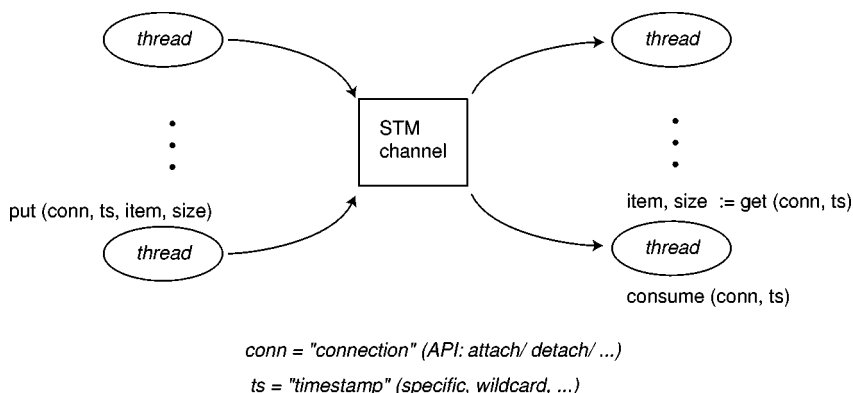 thread
thread
STM
channel
put (conn, ts, item, size)
item, size := get (conn, ts)
thread
thread
consume (conn, ts)
conn = "connection" (API: attach/ detach/ ...)
ts = "timestamp" (specific, wildcard, ...)